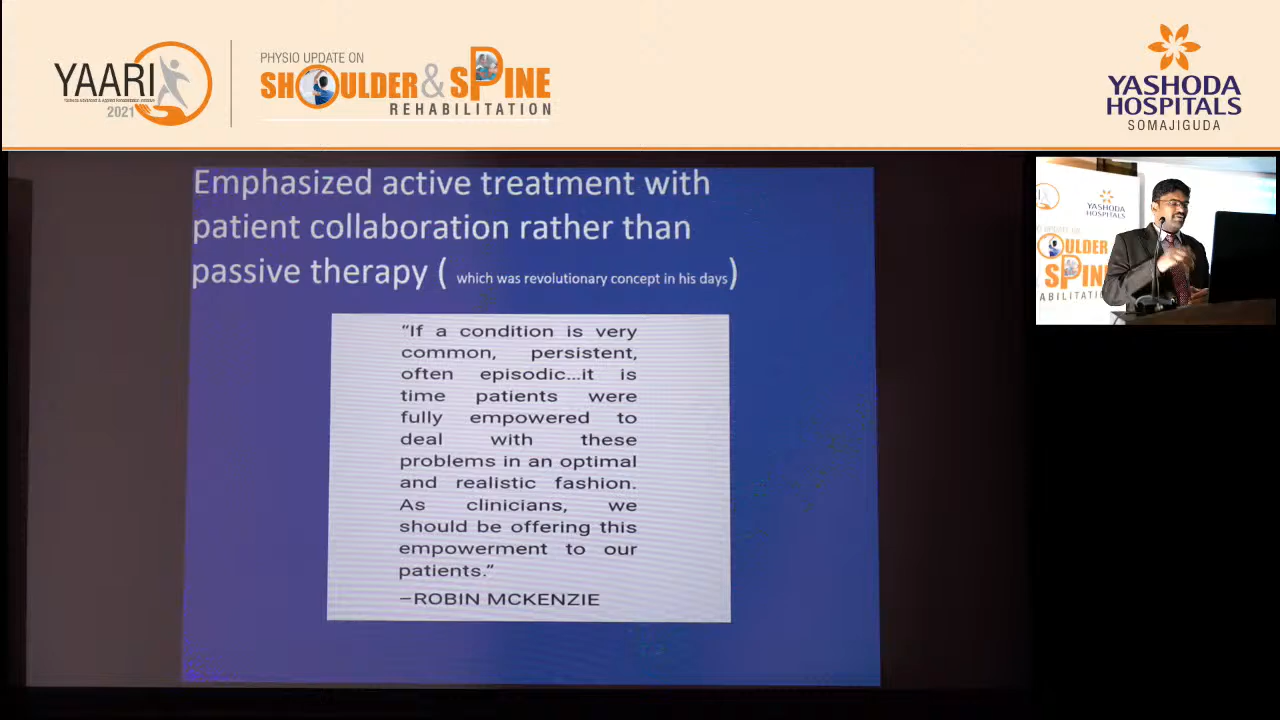 YAARI
2021
PHYSIO UPDATE ON
SHOULDER & SPINE
REHABILITATION
YASHODA
HOSPITALS
SOMAJIGUDA
Emphasized active treatment with
patient collaboration rather than
passive therapy ( which was revolutionary concept in his days)
“If a condition is very
common, persistent,
often episodic...it is
time patients were
fully empowered to
deal with these
problems in an optimal
and realistic fashion.
As clinicians, we
should be offering this
empowerment to our
patients.”
–ROBIN MCKENZIE
YASHODA
HOSPITALS
OULDER
SP
ABILITATI